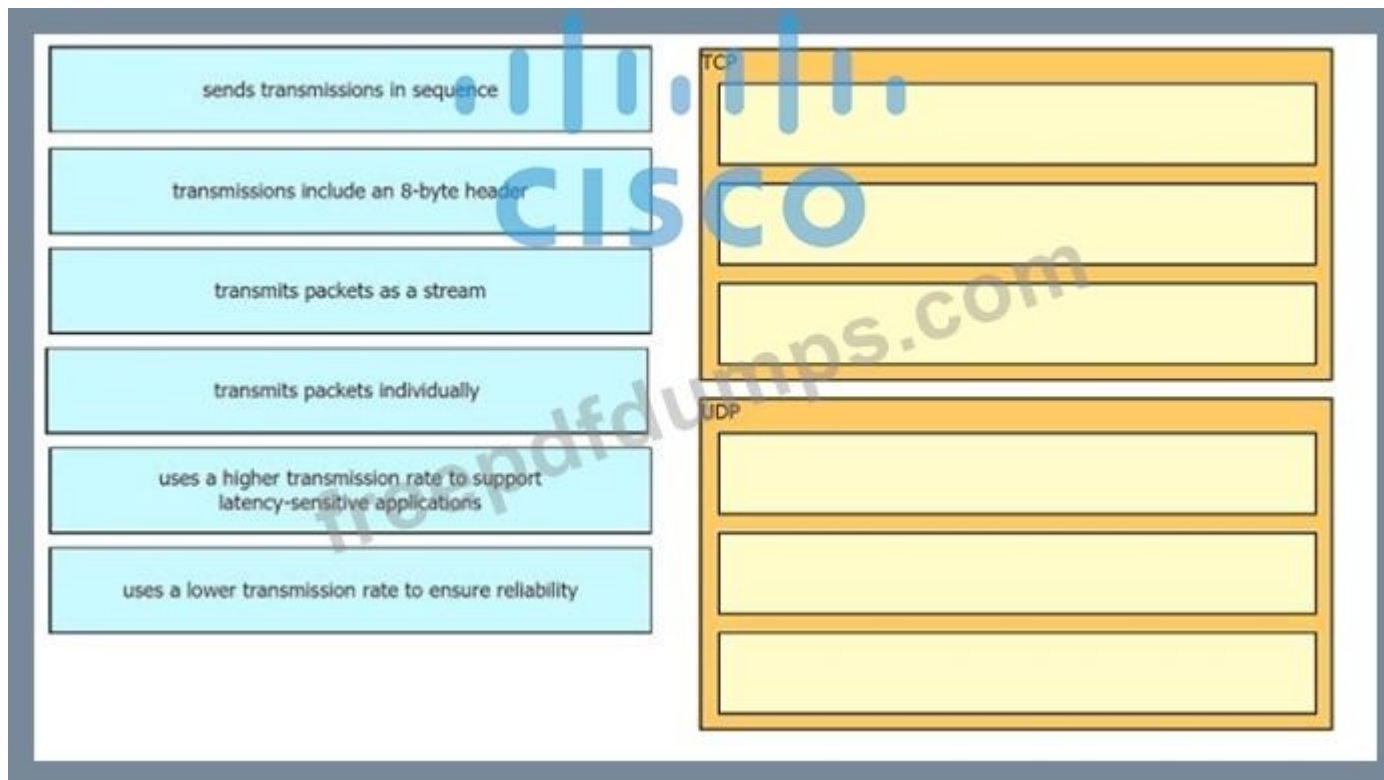 sends transmissions in sequence
transmissions include an 8-byte header
transmits packets as a stream
transmits packets individually
uses a higher transmission rate to support
latency-sensitive applications
uses a lower transmission rate to ensure reliability
TCP
UDP
CISCO
freepdfdumps.com